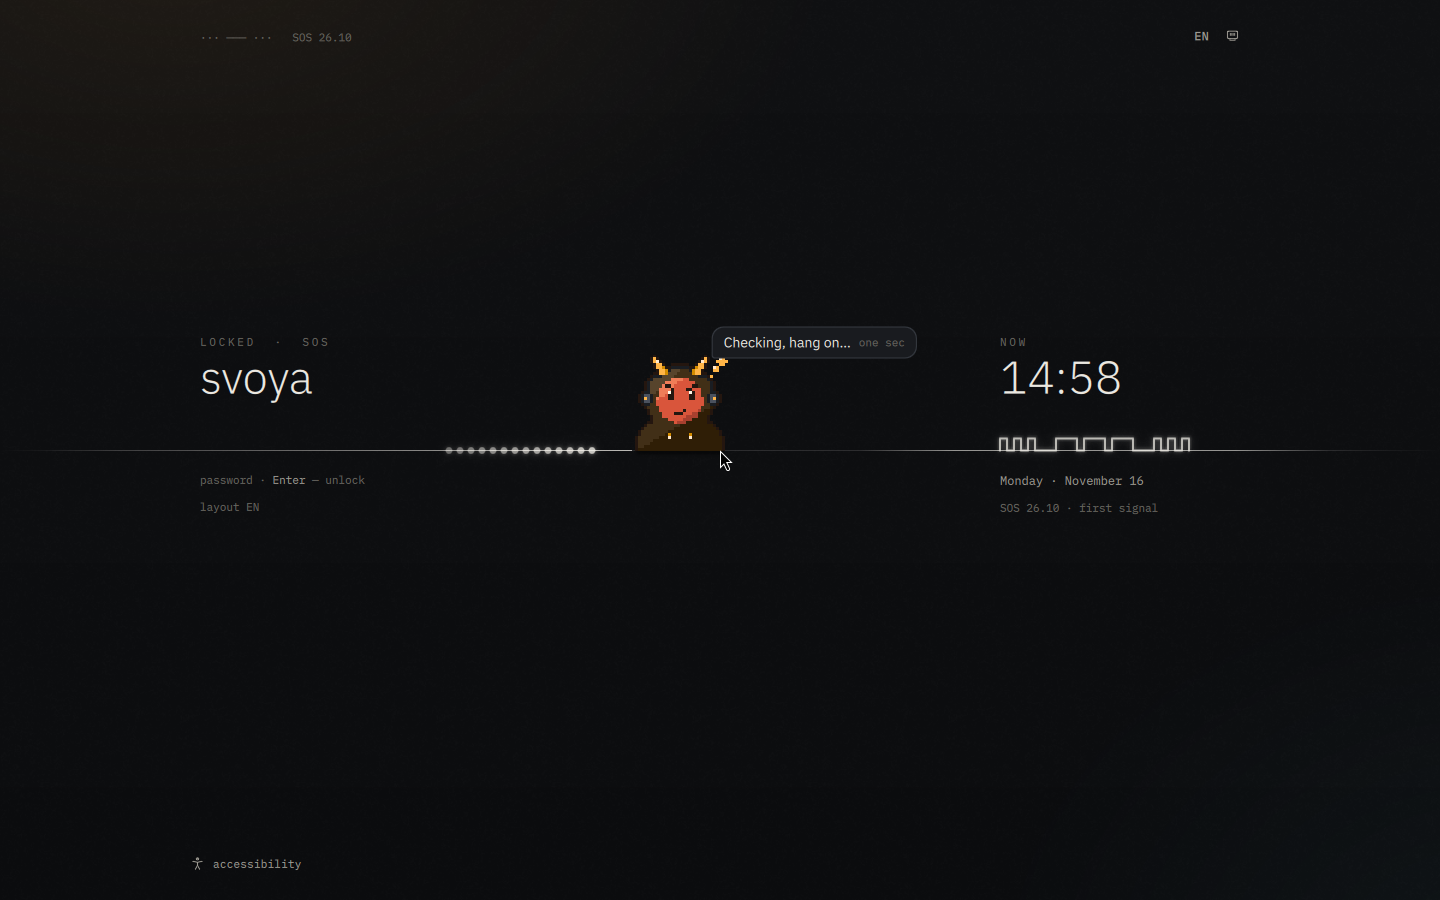 ··· —— ··· SOS 26.10
EN
LOCKED · SOS
svoya
Checking, hang on... one sec
NOW
14:58
password · Enter — unlock
layout EN
Monday · November 16
SOS 26.10 · first signal
accessibility